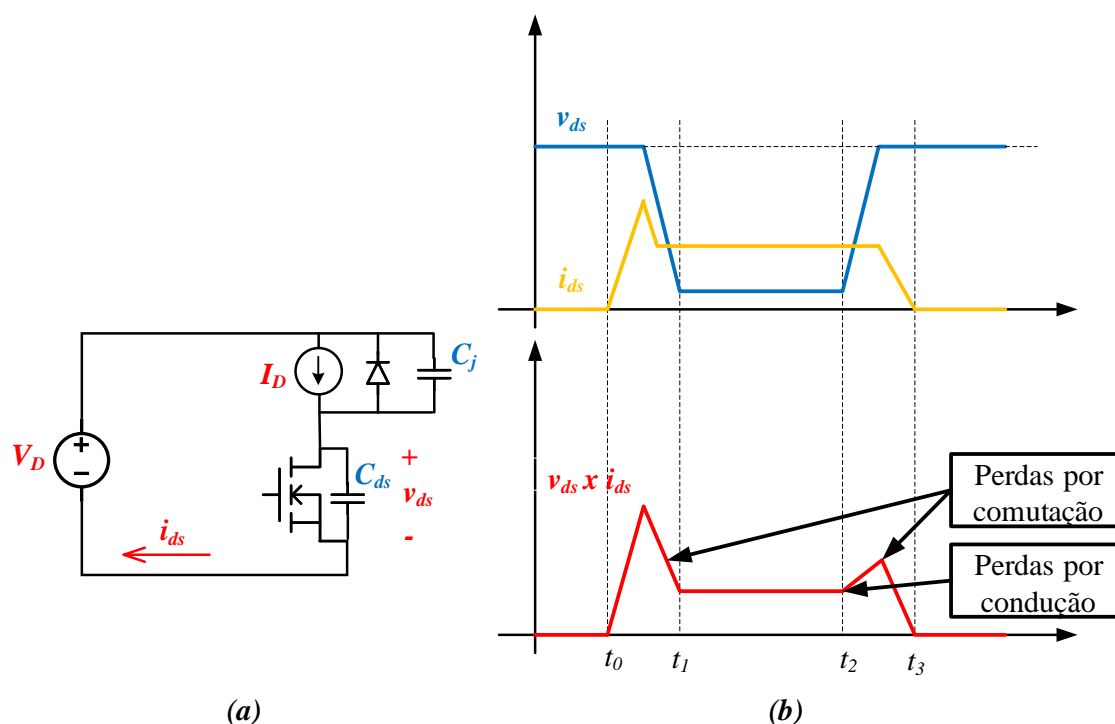 V_D
I_D
C_j
C_ds
+
v_ds
-
i_ds
(a)
v_ds
i_ds
v_ds x i_ds
Perdas por
comutação
Perdas por
condução
t_0
t_1
t_2
t_3
(b)